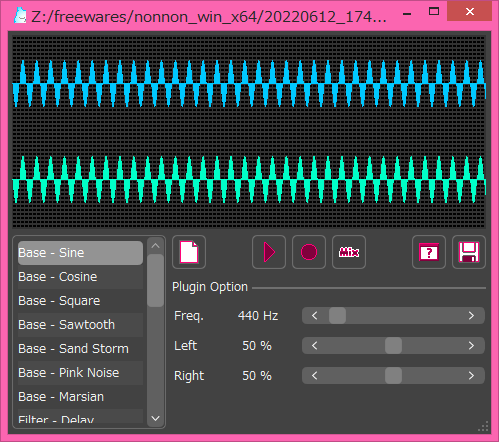 Z:/freewares/nonnon_win_x64/20220612_174...
Base - Sine
Base - Cosine
Base - Square
Base - Sawtooth
Base - Sand Storm
Base - Pink Noise
Base - Marsian
Filter - Delay
Mix
?
Plugin Option
Freq. 440 Hz
Left 50 %
Right 50 %